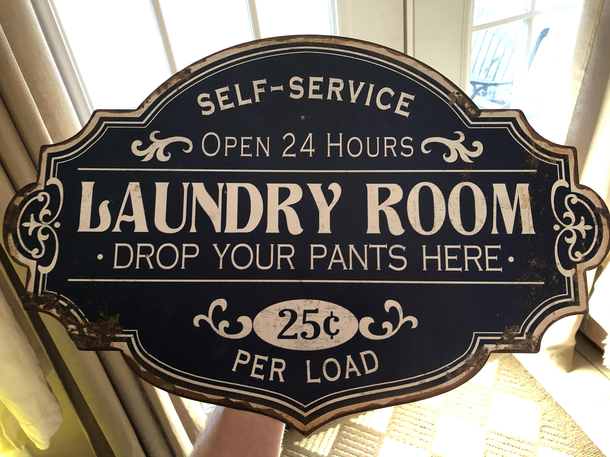 SELF-SERVICE
OPEN 24 HOURS
LAUNDRY ROOM
· DROP YOUR PANTS HERE ·
25¢
PER LOAD